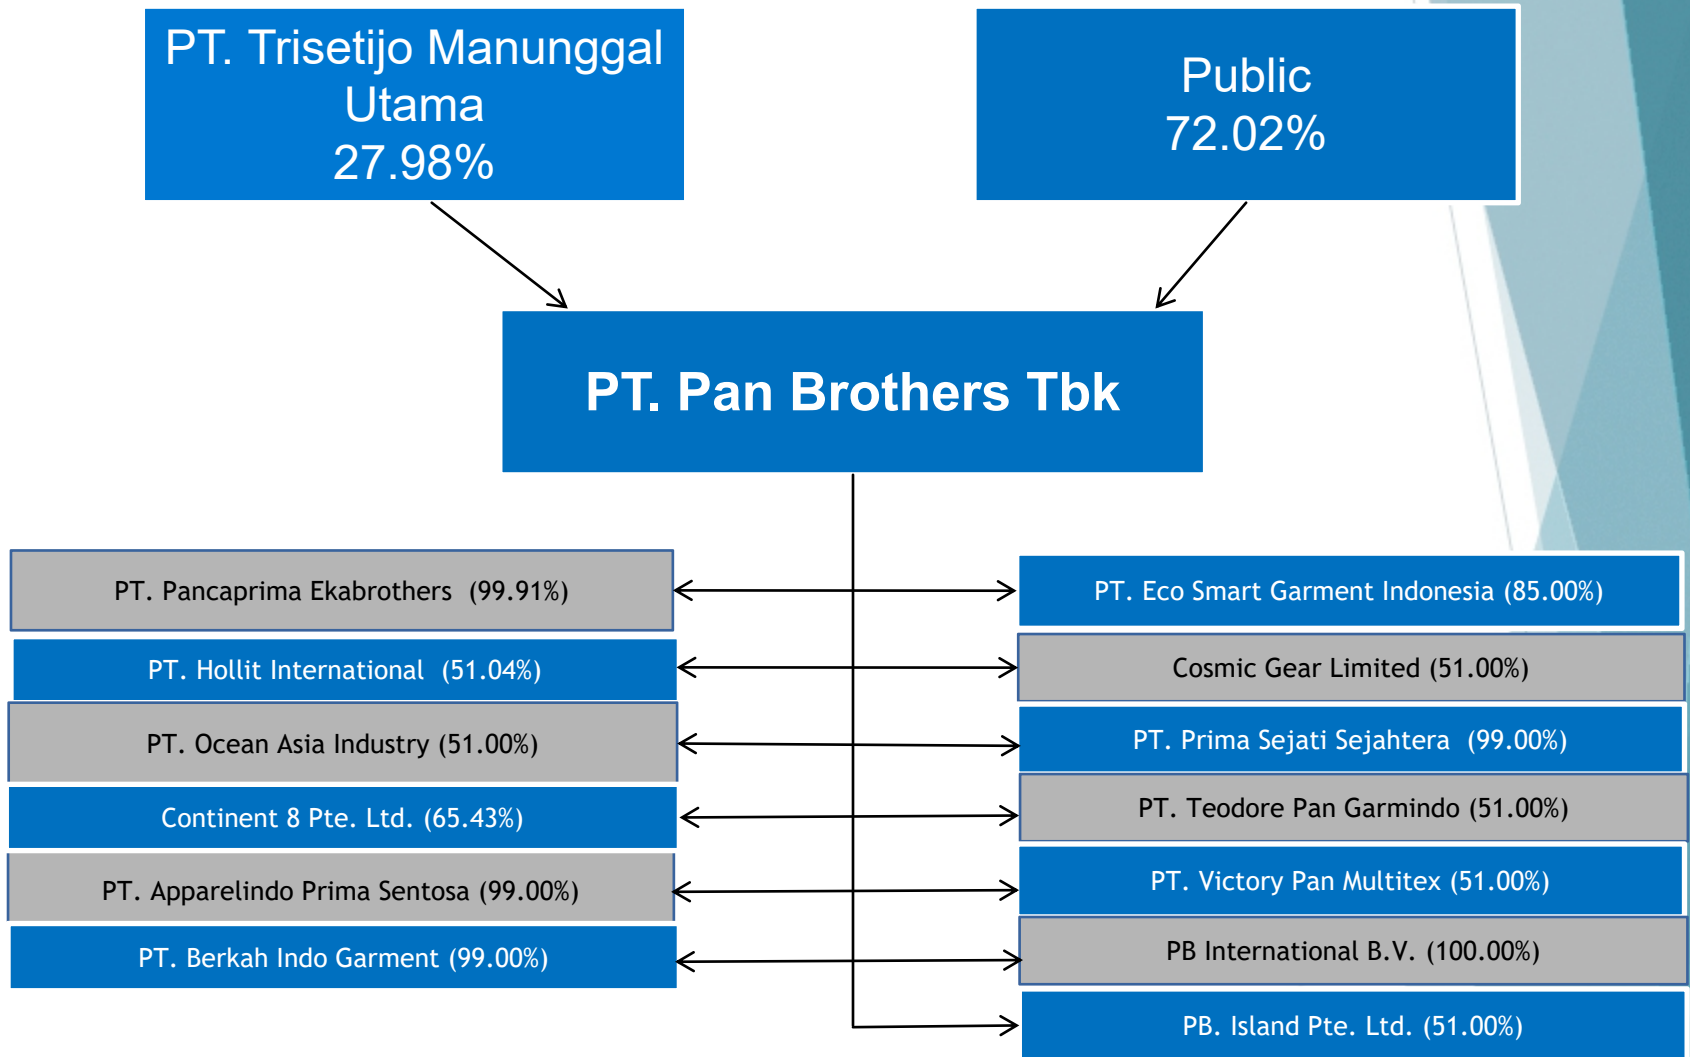 PT. Trisetijo Manunggal
Utama
27.98%
Public
72.02%
PT. Pan Brothers Tbk
PT. Pancaprima Ekabrothers (99.91%)
PT. Hollit International (51.04%)
PT. Ocean Asia Industry (51.00%)
Continent 8 Pte. Ltd. (65.43%)
PT. Apparelindo Prima Sentosa (99.00%)
PT. Berkah Indo Garment (99.00%)
PT. Eco Smart Garment Indonesia (85.00%)
Cosmic Gear Limited (51.00%)
PT. Prima Sejati Sejahtera (99.00%)
PT. Teodore Pan Garmindo (51.00%)
PT. Victory Pan Multitex (51.00%)
PB International B.V. (100.00%)
PB. Island Pte. Ltd. (51.00%)